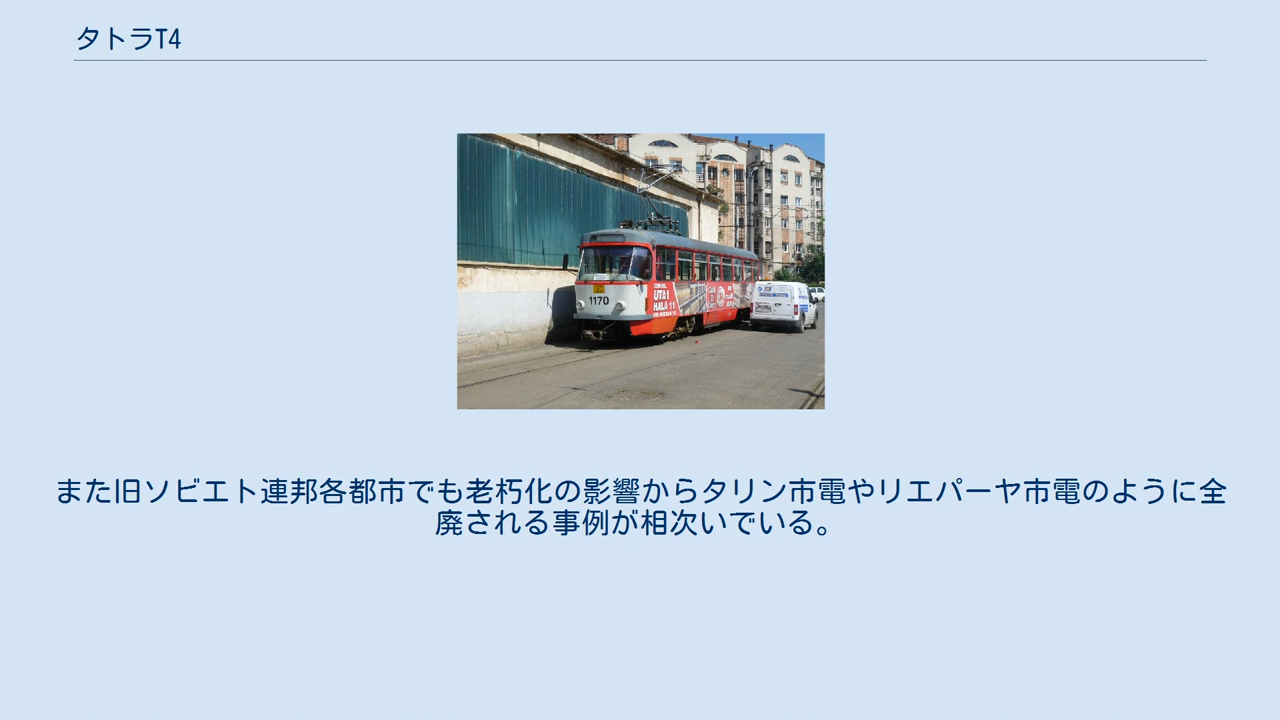 タトラT4
1170
UTA!
HALA 11
また旧ソビエト連邦各都市でも老朽化の影響からタリン市電やリエパーヤ市電のように全
廃される事例が相次いでいる。